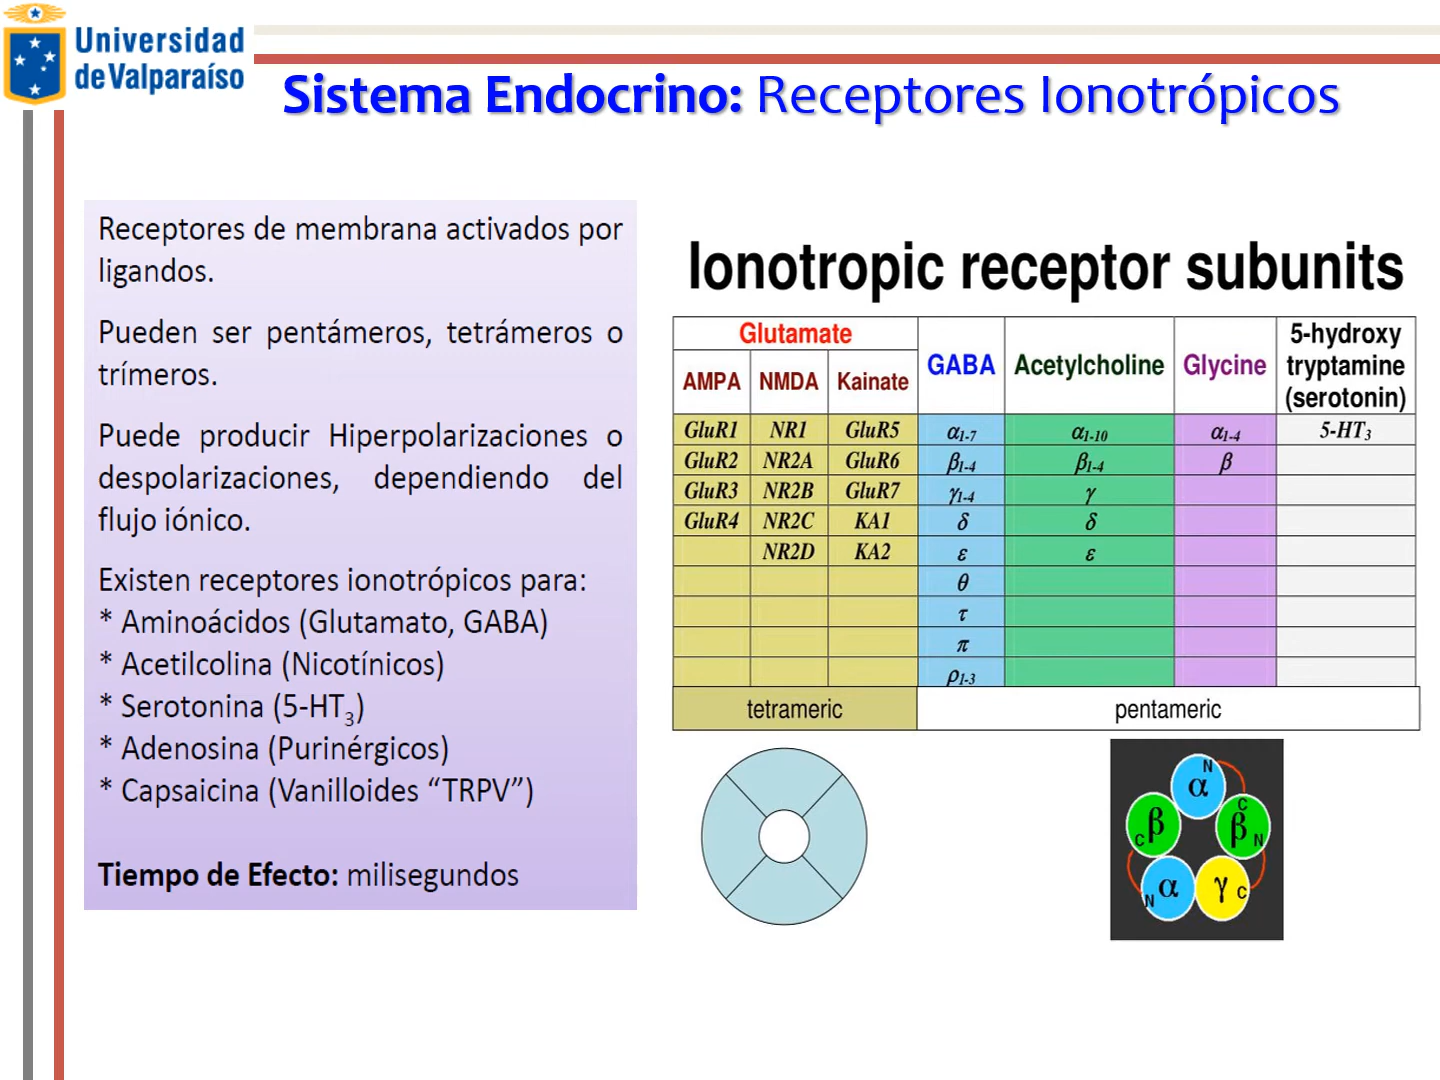 Universidad
de Valparaíso
Sistema Endocrino: Receptores Ionotrópicos
Receptores de membrana activados por
ligandos.
Pueden ser pentámeros, tetrámeros o
trímeros.
Puede producir Hiperpolarizaciones o
despolarizaciones, dependiendo del
flujo iónico.
Existen receptores ionotrópicos para:
* Aminoácidos (Glutamato, GABA)
* Acetilcolina (Nicotínicos)
* Serotonina (5-HT3)
* Adenosina (Purinérgicos)
* Capsaicina (Vanilloides “TRPV”)
Tiempo de Efecto: milisegundos
Ionotropic receptor subunits
Glutamate GABA Acetylcholine Glycine 5-hydroxy
tryptamine
(serotonin)
AMPA NMDA Kainate
GluR1 NR1 GluR5 α1-7 α1-10 α1-4 5-HT3
GluR2 NR2A GluR6 β1-4 β1-4 β
GluR3 NR2B GluR7 γ1-4 γ
GluR4 NR2C KA1 δ δ
NR2D KA2 ε ε
θ
τ
π
ρ1-3
tetrameric pentameric
N
α
C
β β
C N
α γ C
N